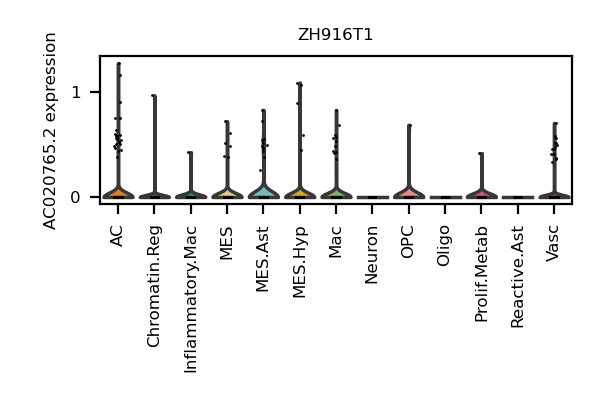 ZH916T1
AC020765.2 expression
1
0
AC
Chromatin.Reg
Inflammatory.Mac
MES
MES.Ast
MES.Hyp
Mac
Neuron
OPC
Oligo
Prolif.Metab
Reactive.Ast
Vasc